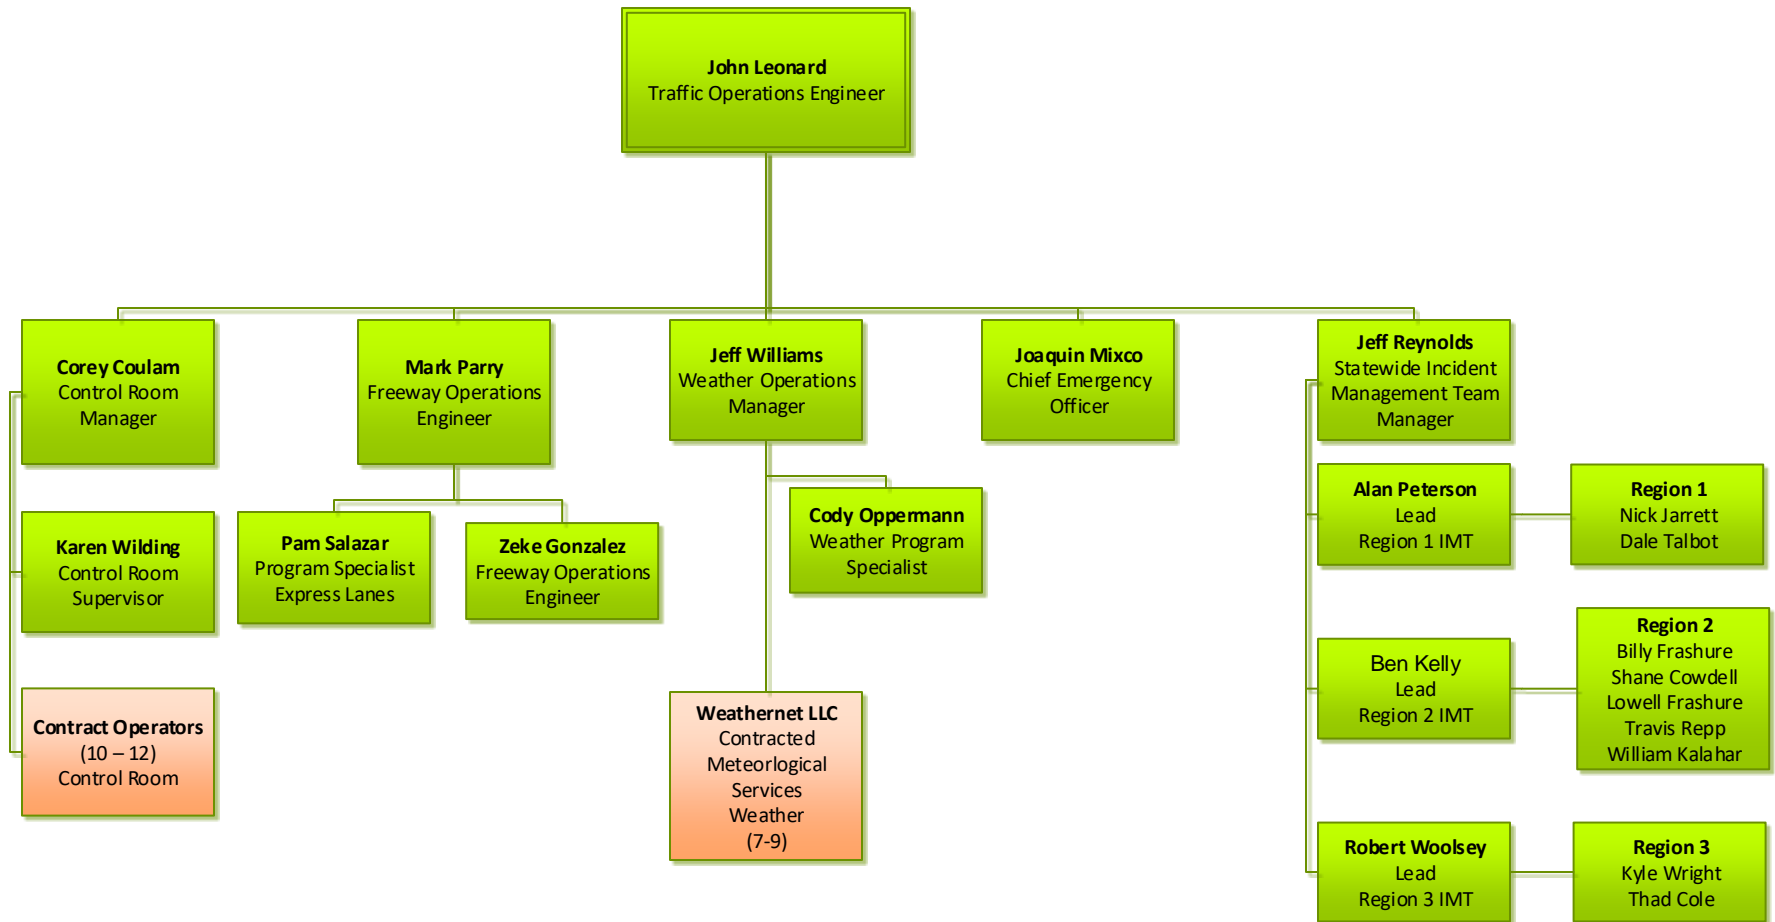 John Leonard
Traffic Operations Engineer
Corey Coulam
Control Room
Manager
Mark Parry
Freeway Operations
Engineer
Jeff Williams
Weather Operations
Manager
Joaquin Mixco
Chief Emergency
Officer
Jeff Reynolds
Statewide Incident
Management Team
Manager
Karen Wilding
Control Room
Supervisor
Contract Operators
(10 – 12)
Control Room
Pam Salazar
Program Specialist
Express Lanes
Zeke Gonzalez
Freeway Operations
Engineer
Cody Oppermann
Weather Program
Specialist
Weathernet LLC
Contracted
Meteorlogical
Services
Weather
(7-9)
Alan Peterson
Lead
Region 1 IMT
Region 1
Nick Jarrett
Dale Talbot
Ben Kelly
Lead
Region 2 IMT
Region 2
Billy Frashure
Shane Cowdell
Lowell Frashure
Travis Repp
William Kalahar
Robert Woolsey
Lead
Region 3 IMT
Region 3
Kyle Wright
Thad Cole